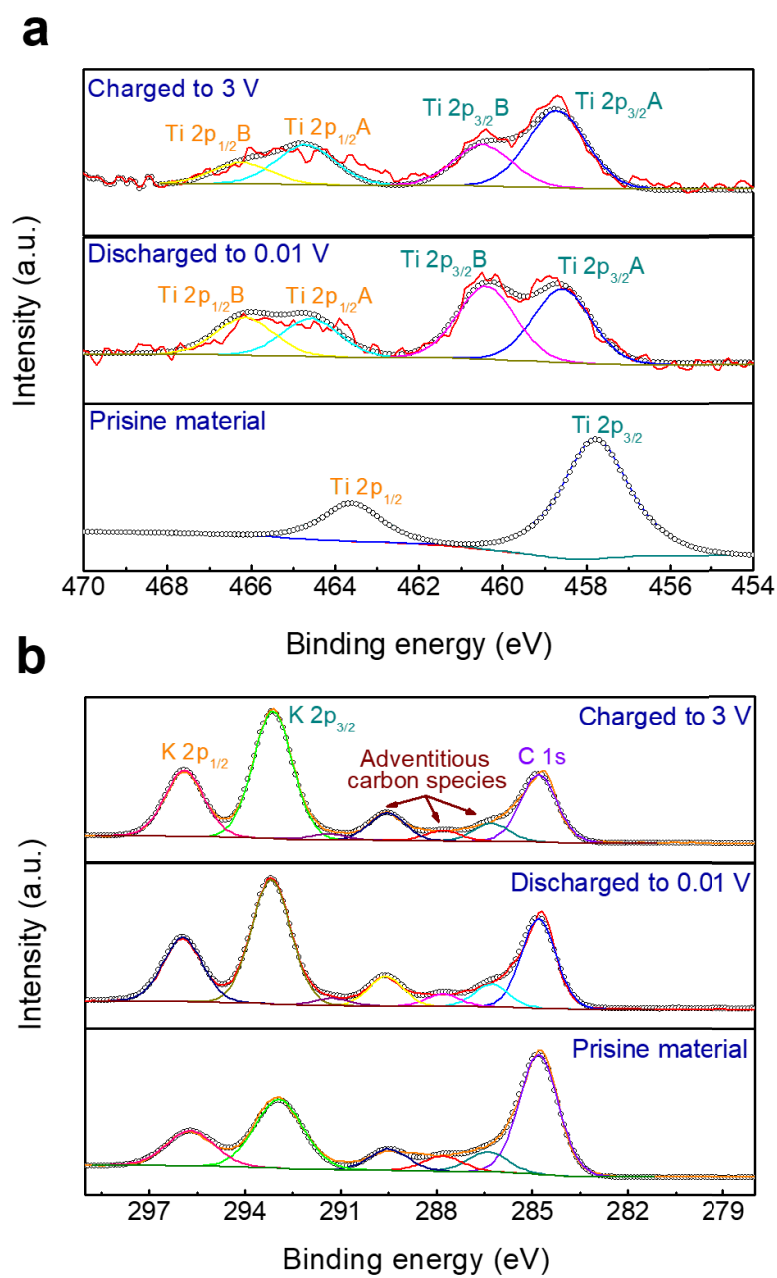 a
Charged to 3 V
Ti 2p1/2B
Ti 2p1/2A
Ti 2p3/2B
Ti 2p3/2A
Discharged to 0.01 V
Ti 2p1/2B
Ti 2p1/2A
Ti 2p3/2B
Ti 2p3/2A
Prisine material
Ti 2p1/2
Ti 2p3/2
Intensity (a.u.)
470 468 466 464 462 460 458 456 454
Binding energy (eV)
b
Charged to 3 V
K 2p1/2
K 2p3/2
Adventitious
carbon species
C 1s
Discharged to 0.01 V
Prisine material
Intensity (a.u.)
297 294 291 288 285 282 279
Binding energy (eV)